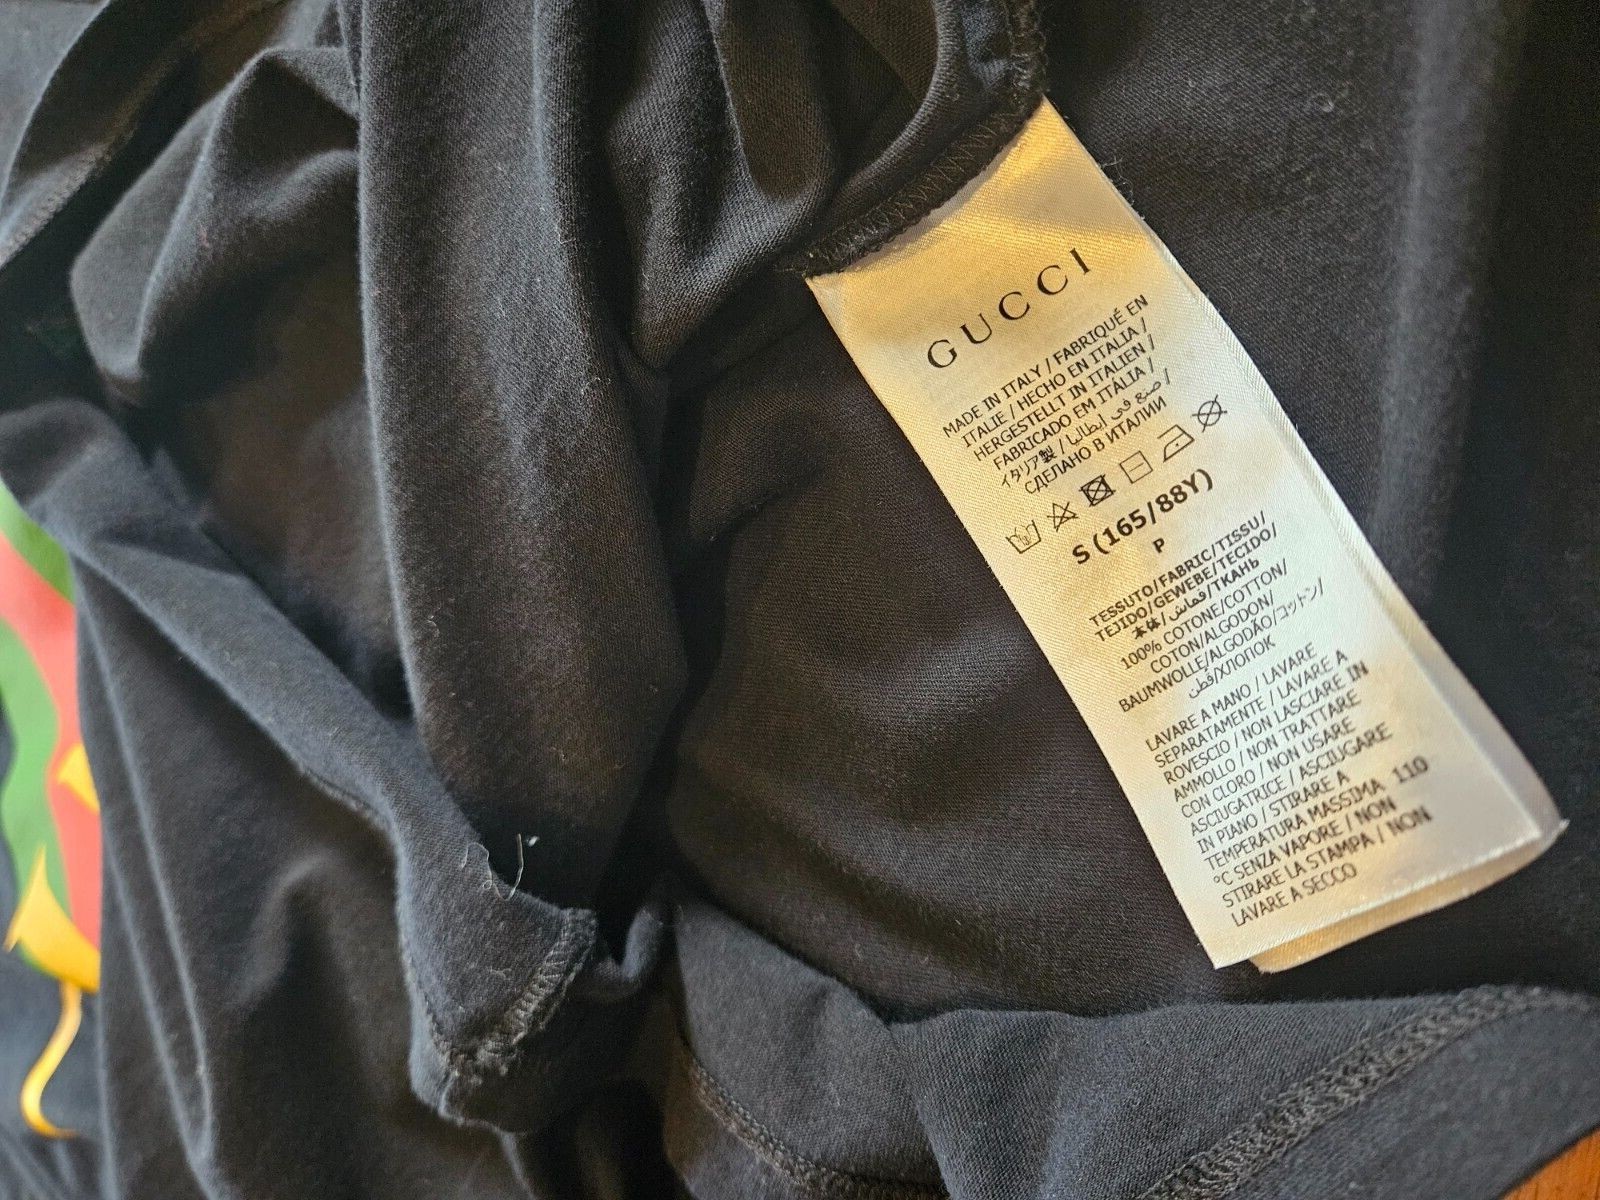 GUCCI
MADE IN ITALY / FABRIQUÉ EN
ITALIE / HECHO EN ITALIA /
HERGESTELLT IN ITALIEN /
FABRICADO EM ITÁLIA /
イタリア製 / صنع في ايطاليا /
СДЕЛАНО В ИТАЛИИ
S (165/88Y)
P
TESSUTO/FABRIC/TISSU/
TEJIDO/GEWEBE/TECIDO/
本体/قماش/ТКАНЬ
100% COTONE/COTTON/
COTON/ALGODON/
BAUMWOLLE/ALGODÃO/コットン/
قطن/ХЛОПОК
LAVARE A MANO / LAVARE
SEPARATAMENTE / LAVARE A
ROVESCIO / NON LASCIARE IN
AMMOLLO / NON TRATTARE
CON CLORO / NON USARE
ASCIUGATRICE / ASCIUGARE
IN PIANO / STIRARE A
TEMPERATURA MASSIMA 110
°C SENZA VAPORE / NON
STIRARE LA STAMPA / NON
LAVARE A SECCO